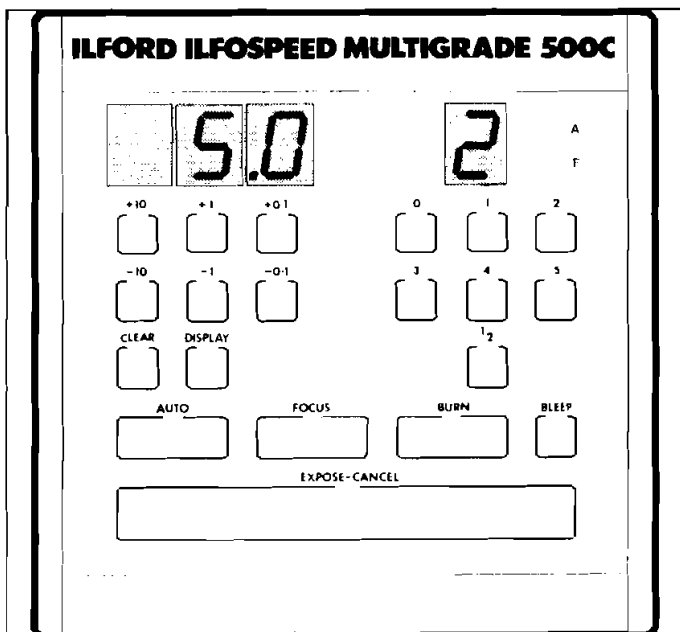 ILFORD ILFOSPEED MULTIGRADE 500C
5.0 2 A
F
+10 +1 +0·1 0 1 2
-10 -1 -0·1 3 4 5
CLEAR DISPLAY 1/2
AUTO FOCUS BURN BLEEP
EXPOSE-CANCEL